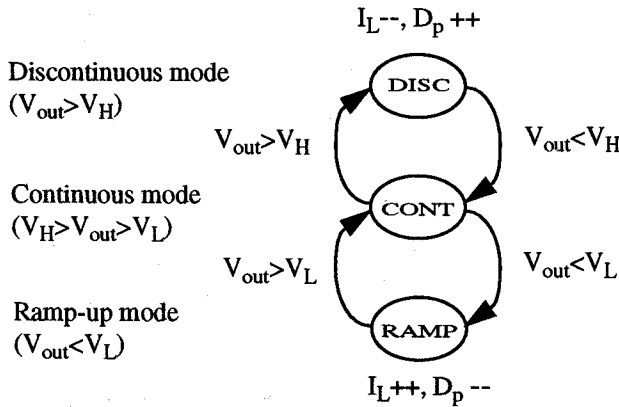 I_L--, D_p ++
Discontinuous mode
(V_out>V_H)
DISC
V_out>V_H
V_out<V_H
Continuous mode
(V_H>V_out>V_L)
CONT
V_out>V_L
V_out<V_L
Ramp-up mode
(V_out<V_L)
RAMP
I_L++, D_p --